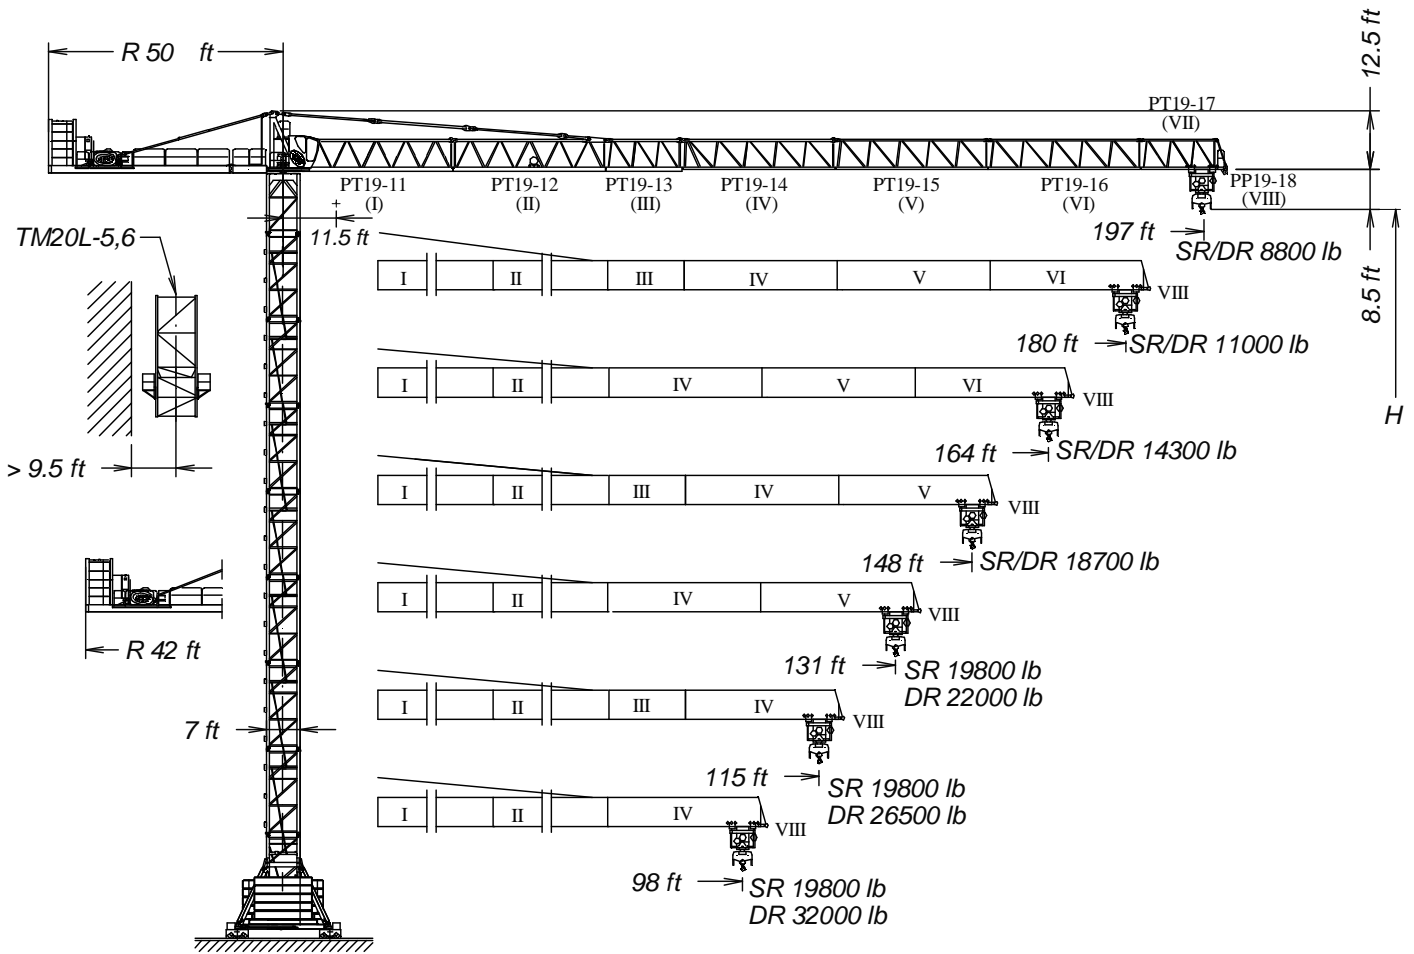 R 50 ft
12.5 ft
PT19-17
(VII)
PT19-11
(I)
PT19-12
(II)
PT19-13
(III)
PT19-14
(IV)
PT19-15
(V)
PT19-16
(VI)
PP19-18
(VIII)
+
11.5 ft
197 ft
SR/DR 8800 lb
8.5 ft
H
TM20L-5,6
> 9.5 ft
I II III IV V VI VIII
180 ft SR/DR 11000 lb
I II IV V VI VIII
164 ft SR/DR 14300 lb
I II III IV V VIII
148 ft SR/DR 18700 lb
I II IV V VIII
131 ft SR 19800 lb
DR 22000 lb
R 42 ft
I II III IV VIII
7 ft
115 ft SR 19800 lb
DR 26500 lb
I II IV VIII
98 ft SR 19800 lb
DR 32000 lb